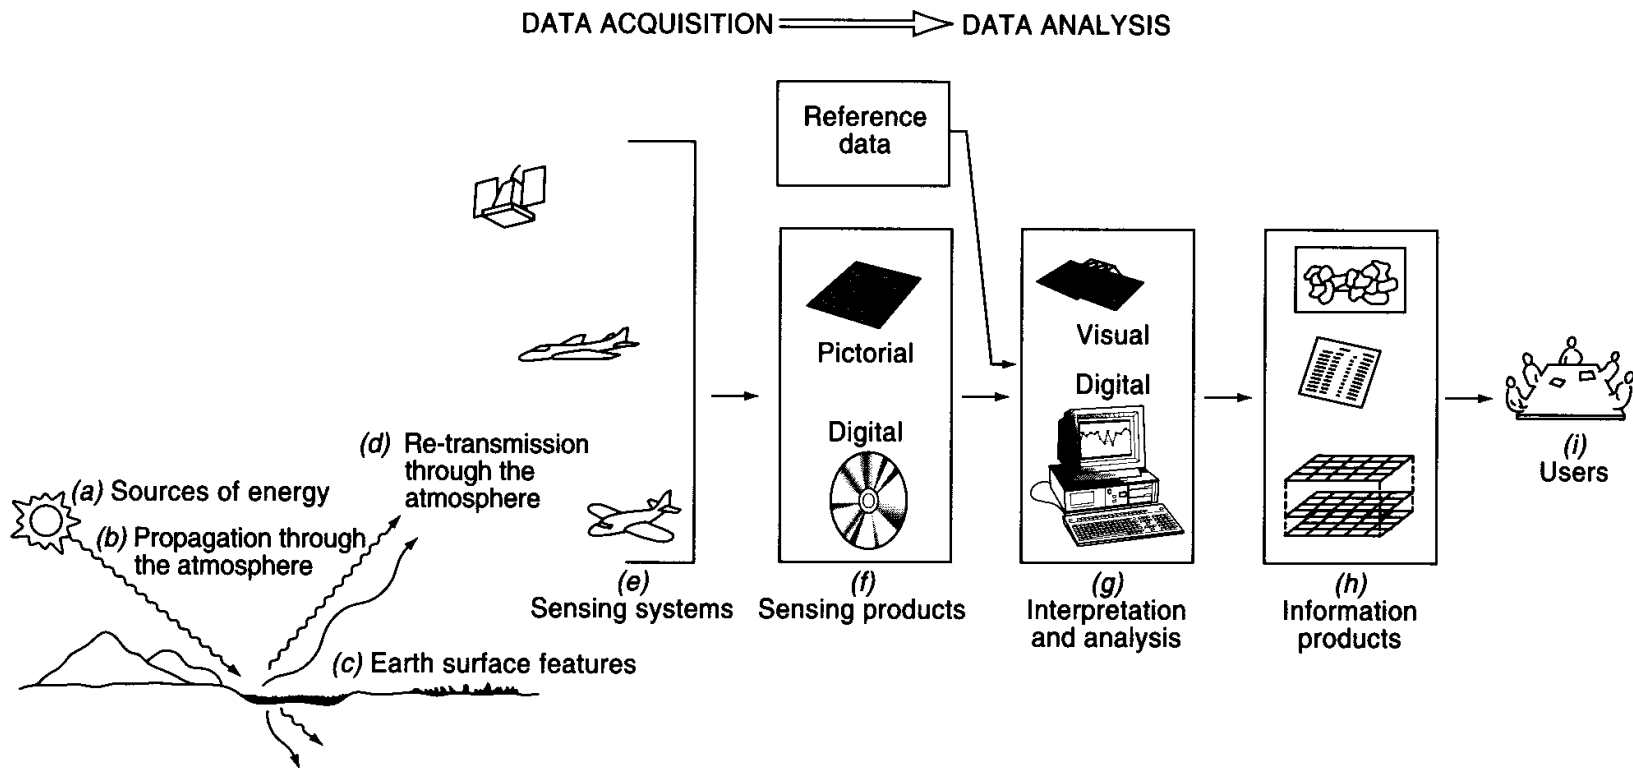 DATA ACQUISITION DATA ANALYSIS
Reference
data
Pictorial
Digital
Visual
Digital
(a) Sources of energy
(b) Propagation through
the atmosphere
(c) Earth surface features
(d) Re-transmission
through the
atmosphere
(e)
Sensing systems
(f)
Sensing products
(g)
Interpretation
and analysis
(h)
Information
products
(i)
Users